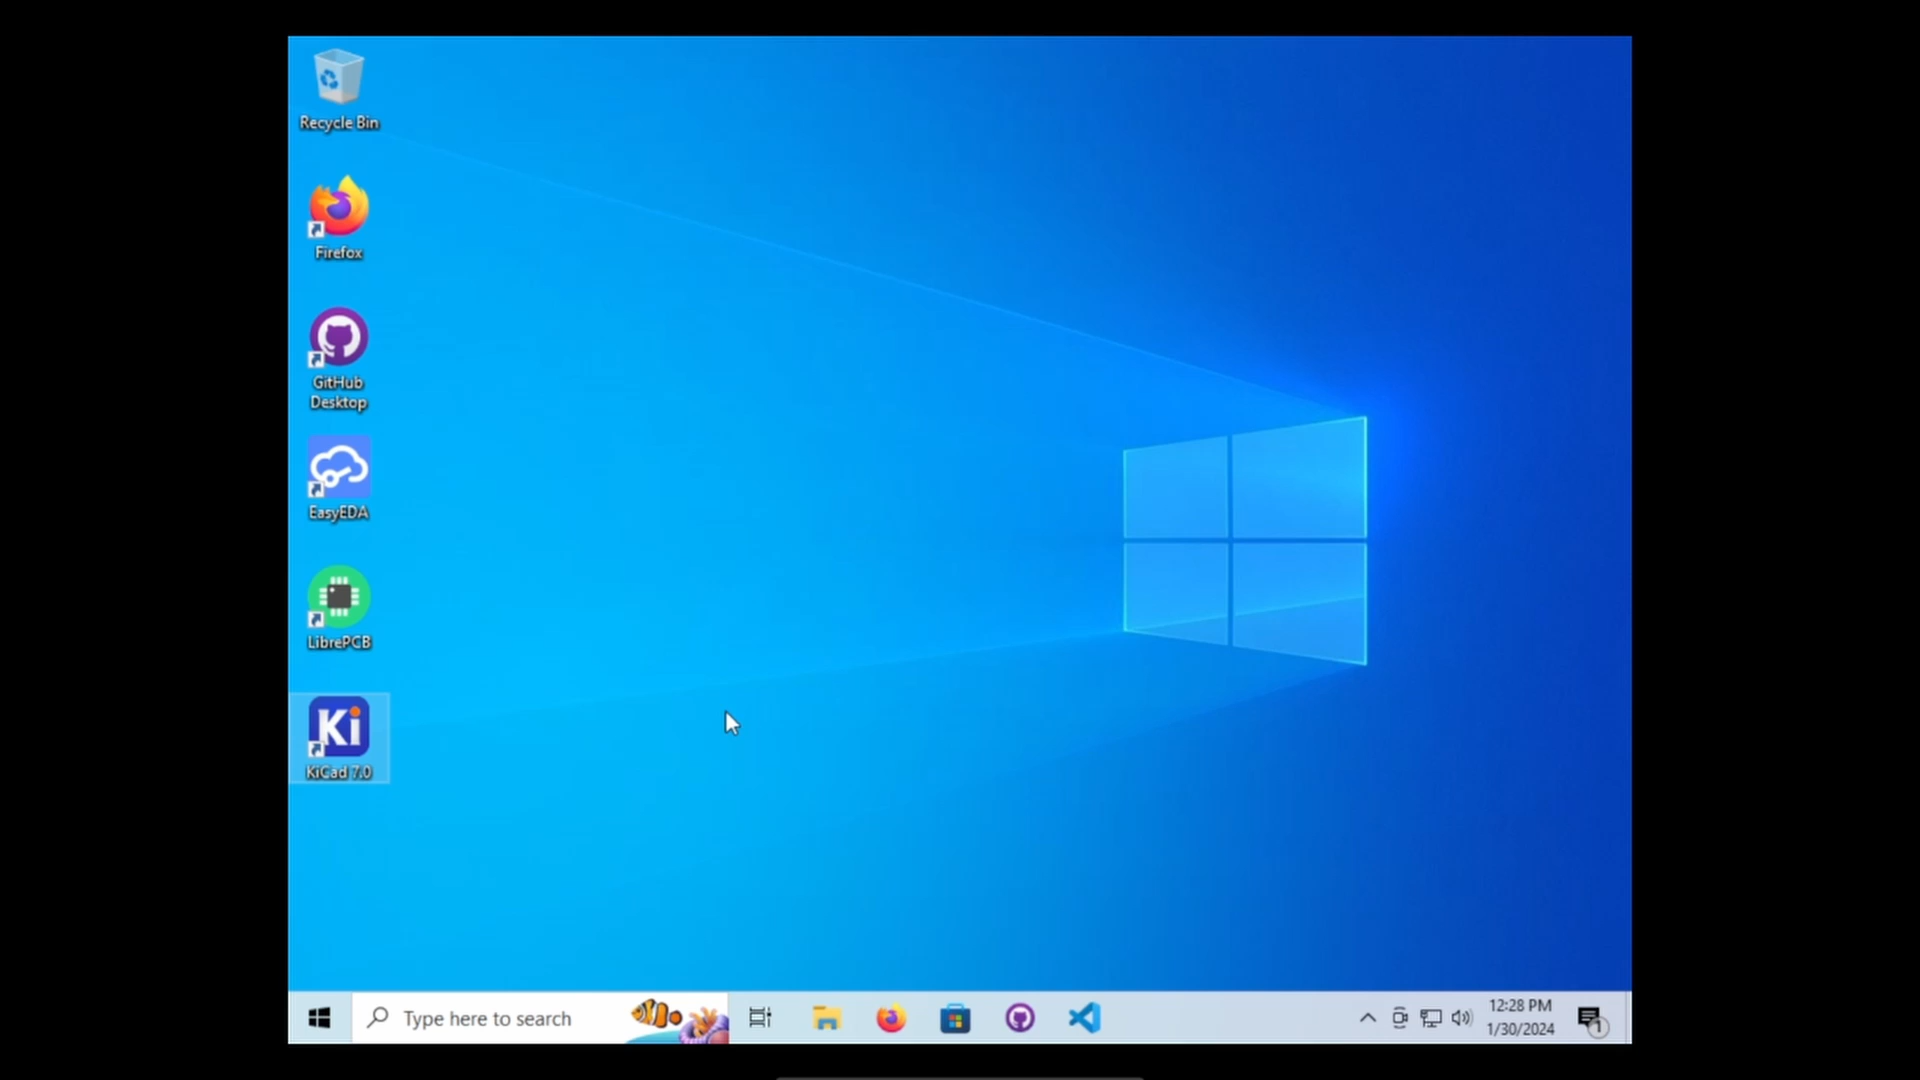 Recycle Bin
Firefox
GitHub
Desktop
EasyEDA
LibrePCB
Ki
KiCad 7.0
Type here to search
12:28 PM
1/30/2024
1